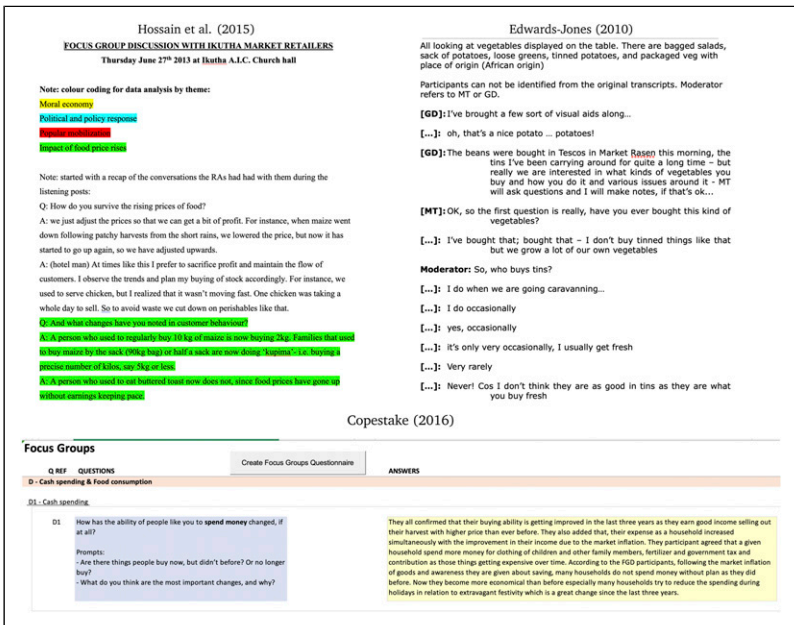 Hossain et al. (2015)
FOCUS GROUP DISCUSSION WITH IKUTHA MARKET RETAILERS
Thursday June 27th 2013 at Ikutha A.I.C. Church hall
Note: colour coding for data analysis by theme:
Moral economy
Political and policy response
Popular mobilization
Impact of food price rises
Note: started with a recap of the conversations the RAs had had with them during the
listening posts:
Q: How do you survive the rising prices of food?
A: we just adjust the prices so that we can get a bit of profit. For instance, when maize went
down following patchy harvests from the short rains, we lowered the price, but now it has
started to go up again, so we have adjusted upwards.
A: (hotel man) At times like this I prefer to sacrifice profit and maintain the flow of
customers. I observe the trends and plan my buying of stock accordingly. For instance, we
used to serve chicken, but I realized that it wasn't moving fast. One chicken was taking a
whole day to sell. So to avoid waste we cut down on perishables like that.
Q: And what changes have you noted in customer behaviour?
A: A person who used to regularly buy 10 kg of maize is now buying 2kg. Families that used
to buy maize by the sack (90kg bag) or half a sack are now doing 'kupima'- i.e. buying a
precise number of kilos, say 5kg or less.
A: A person who used to eat buttered toast now does not, since food prices have gone up
without earnings keeping pace.
Edwards-Jones (2010)
All looking at vegetables displayed on the table. There are bagged salads,
sack of potatoes, loose greens, tinned potatoes, and packaged veg with
place of origin (African origin)
Participants can not be identified from the original transcripts. Moderator
refers to MT or GD.
[GD]: I've brought a few sort of visual aids along...
[...]: oh, that's a nice potato ... potatoes!
[GD]: The beans were bought in Tescos in Market Rasen this morning, the
tins I've been carrying around for quite a long time – but
really we are interested in what kinds of vegetables you
buy and how you do it and various issues around it - MT
will ask questions and I will make notes, if that's ok...
[MT]: OK, so the first question is really, have you ever bought this kind of
vegetables?
[...]: I've bought that; bought that – I don't buy tinned things like that
but we grow a lot of our own vegetables
Moderator: So, who buys tins?
[...]: I do when we are going caravanning...
[...]: I do occasionally
[...]: yes, occasionally
[...]: it's only very occasionally, I usually get fresh
[...]: Very rarely
[...]: Never! Cos I don't think they are as good in tins as they are what
you buy fresh
Copestake (2016)
Focus Groups
Create Focus Groups Questionnaire
Q REF QUESTIONS ANSWERS
D - Cash spending & Food consumption
D1 - Cash spending
D1 How has the ability of people like you to spend money changed, if
at all?
Prompts:
- Are there things people buy now, but didn't before? Or no longer
buy?
- What do you think are the most important changes, and why?
They all confirmed that their buying ability is getting improved in the last three years as they earn good income selling out
their harvest with higher price than ever before. They also added that, their expense as a household increased
simultaneously with the improvement in their income due to the market inflation. They participant agreed that a given
household spend more money for clothing of children and other family members, fertilizer and government tax and
contribution as those things getting expensive over time. According to the FGD participants, following the market inflation
of goods and awareness they are given about saving, many households do not spend money without plan as they did
before. Now they become more economical than before especially many households try to reduce the spending during
holidays in relation to extravagant festivity which is a great change since the last three years.